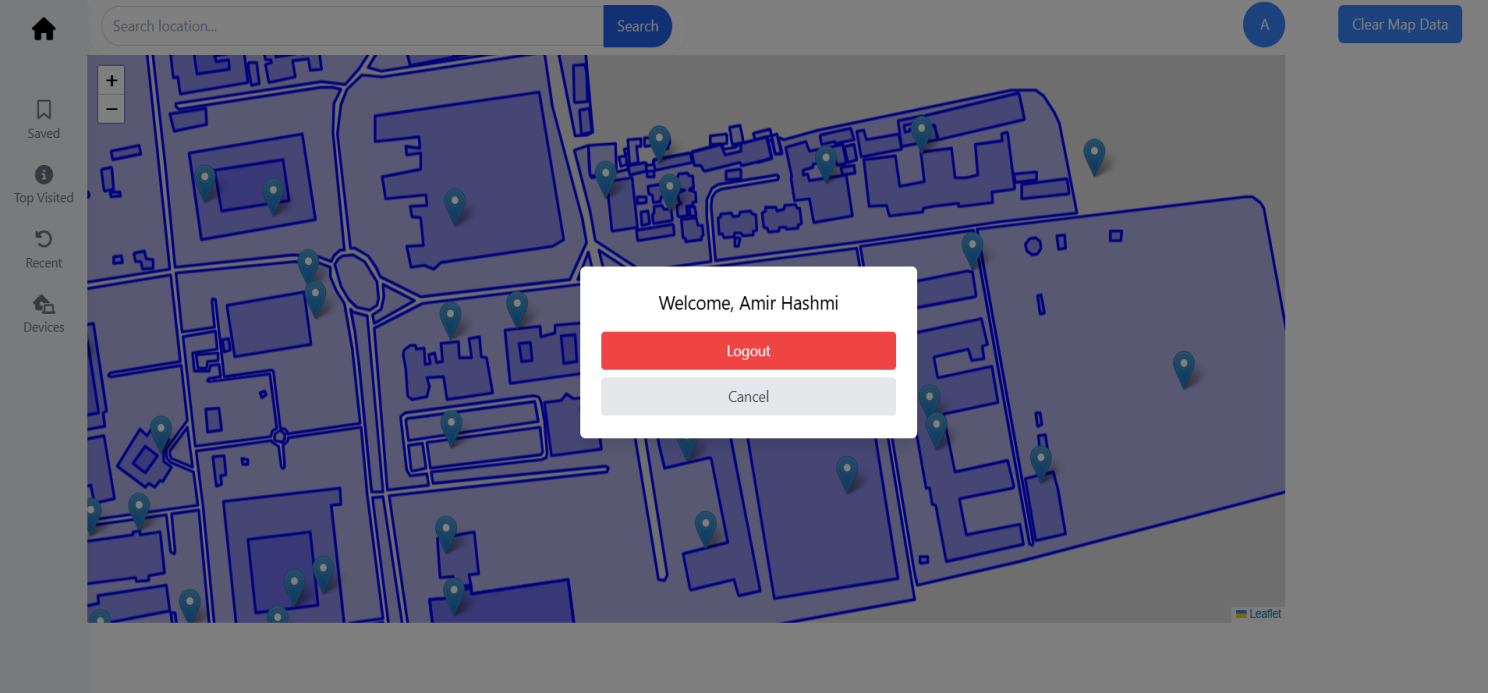 Search location...
Search
A
Clear Map Data
+
−
Saved
Top Visited
Recent
Devices
Welcome, Amir Hashmi
Logout
Cancel
Leaflet